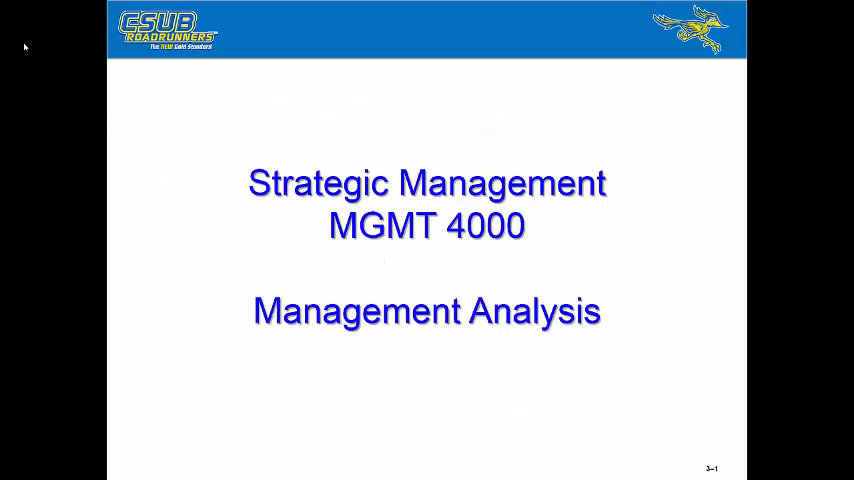 CSUB
ROADRUNNERS
The NEW Gold Standard
Strategic Management
MGMT 4000
Management Analysis
3–1